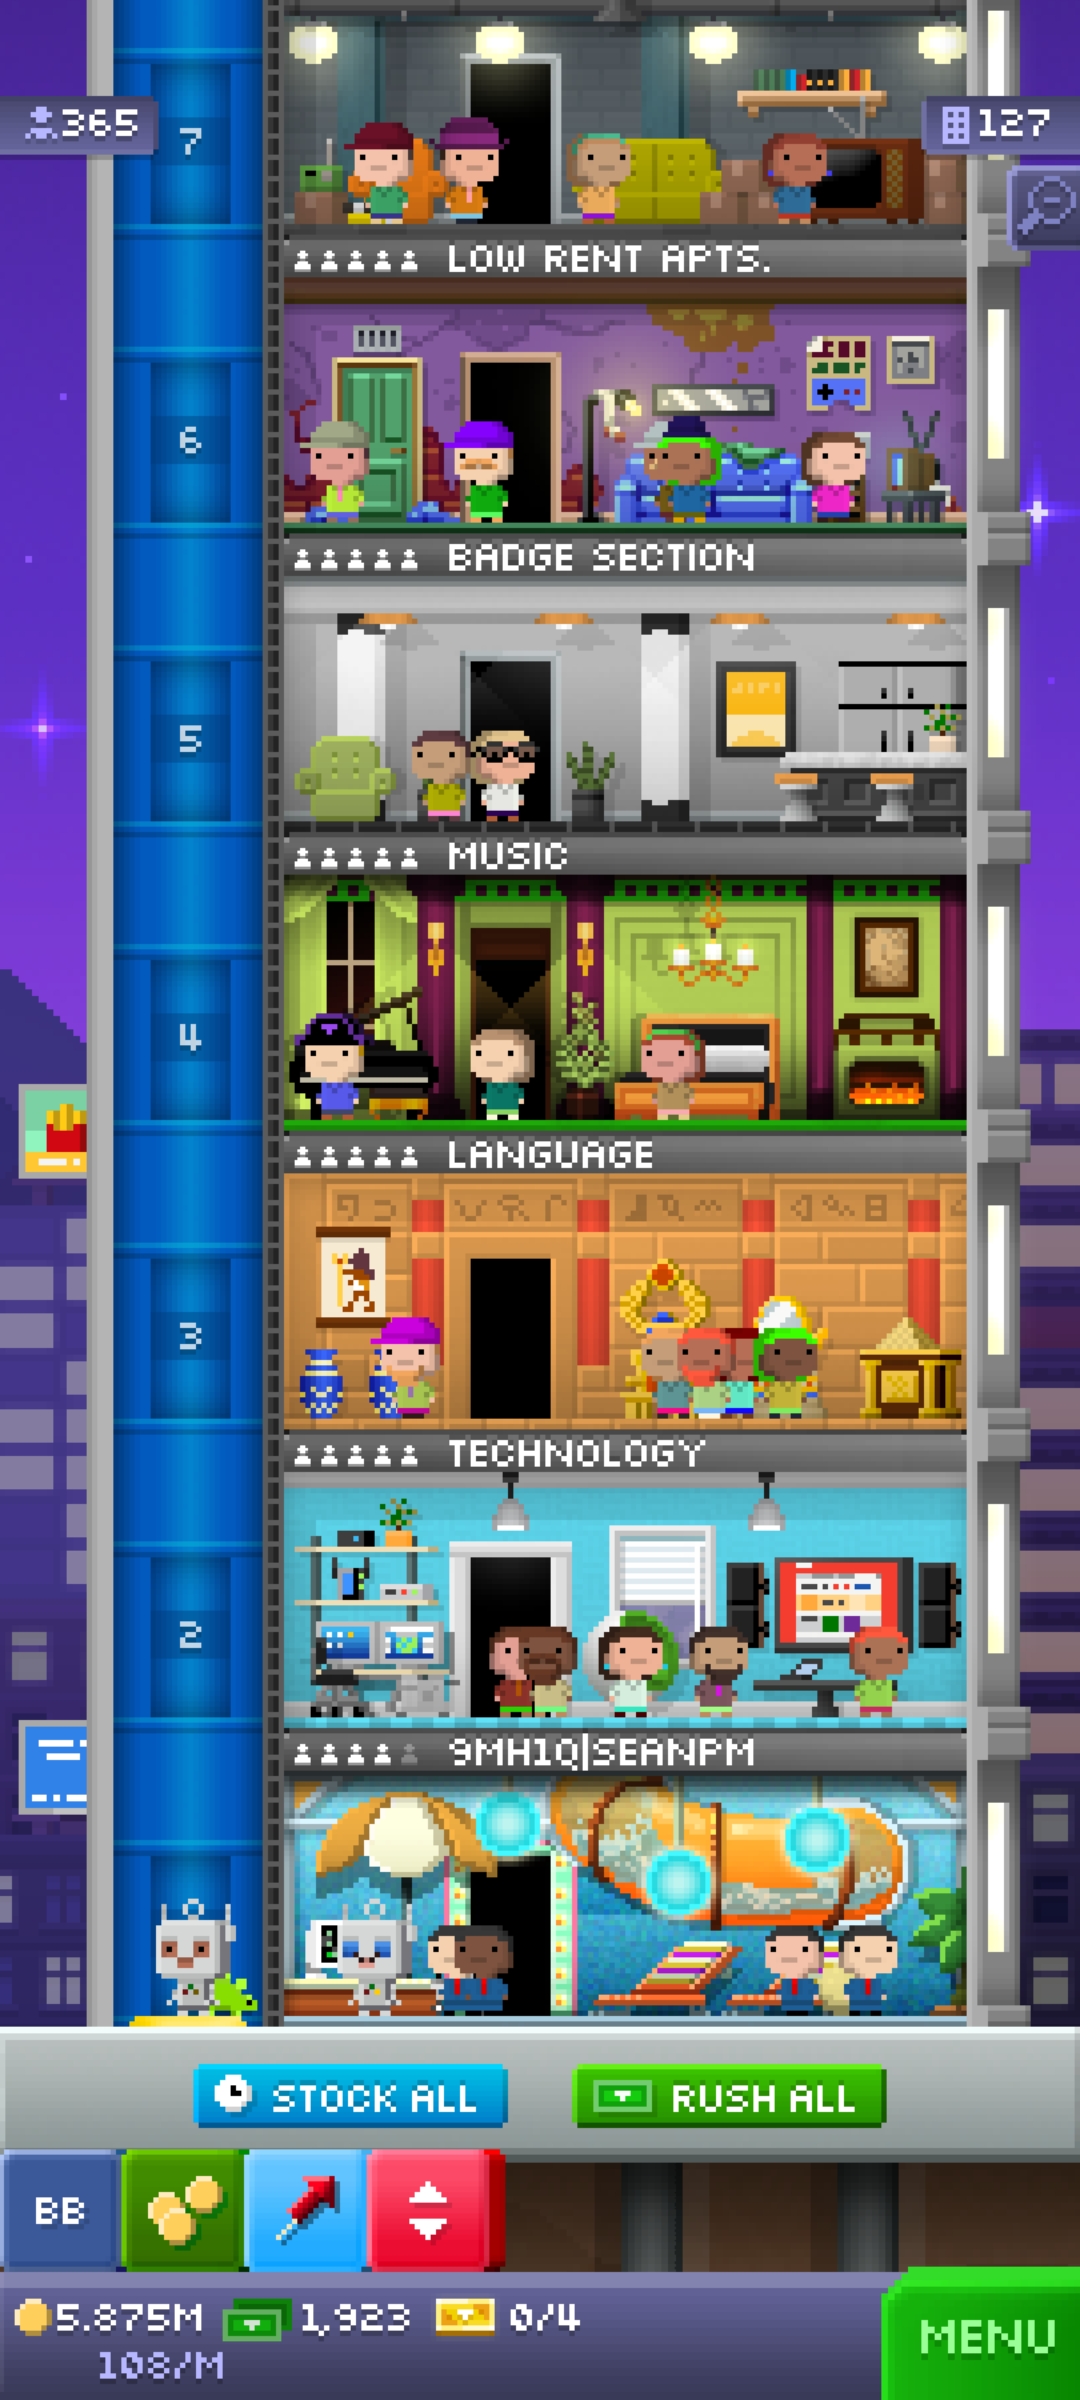 365
7
127
LOW RENT APTS.
6
BADGE SECTION
5
MUSIC
4
LANGUAGE
3
TECHNOLOGY
2
9MH1Q|SEANPM
STOCK ALL
RUSH ALL
BB
5.875M 1,923 0/4
108/M
MENU